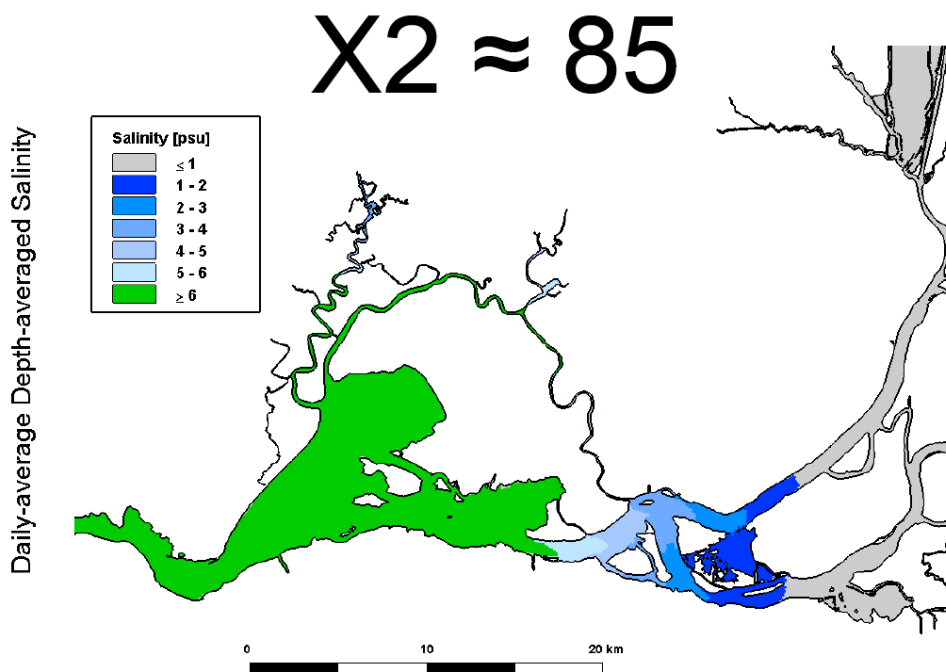 X2 ≈ 85
Daily-average Depth-averaged Salinity
Salinity [psu]
≤ 1
1 - 2
2 - 3
3 - 4
4 - 5
5 - 6
≥ 6
0 10 20 km